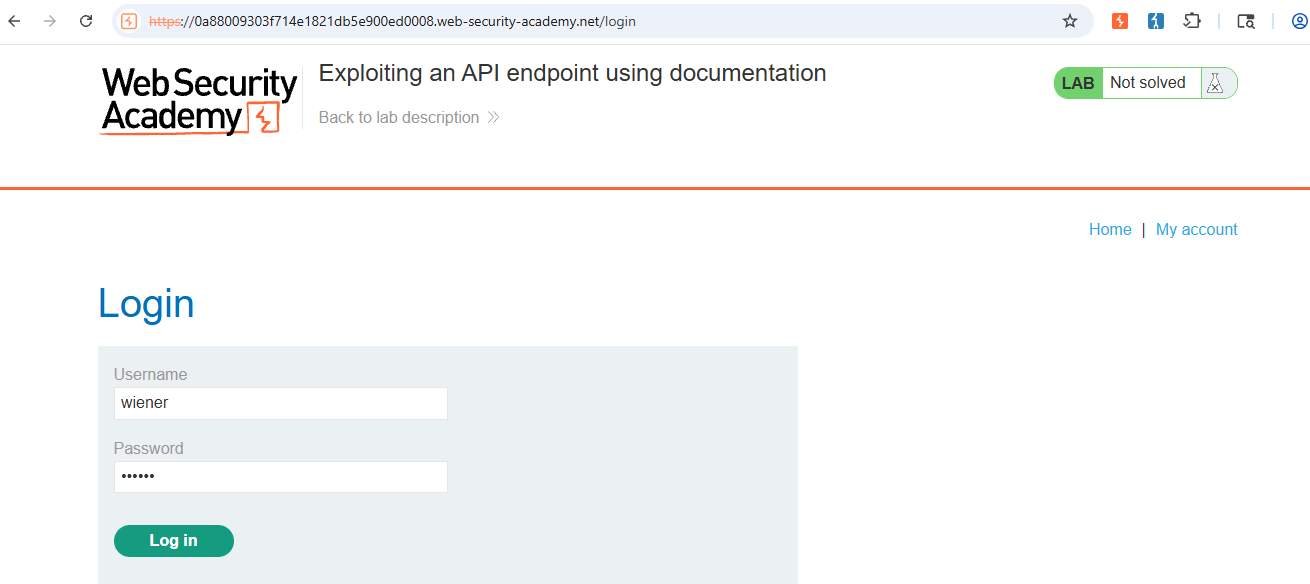 https://0a88009303f714e1821db5e900ed0008.web-security-academy.net/login
Web Security
Academy
Exploiting an API endpoint using documentation
Back to lab description
LAB Not solved
Home | My account
Login
Username
wiener
Password
••••••
Log in